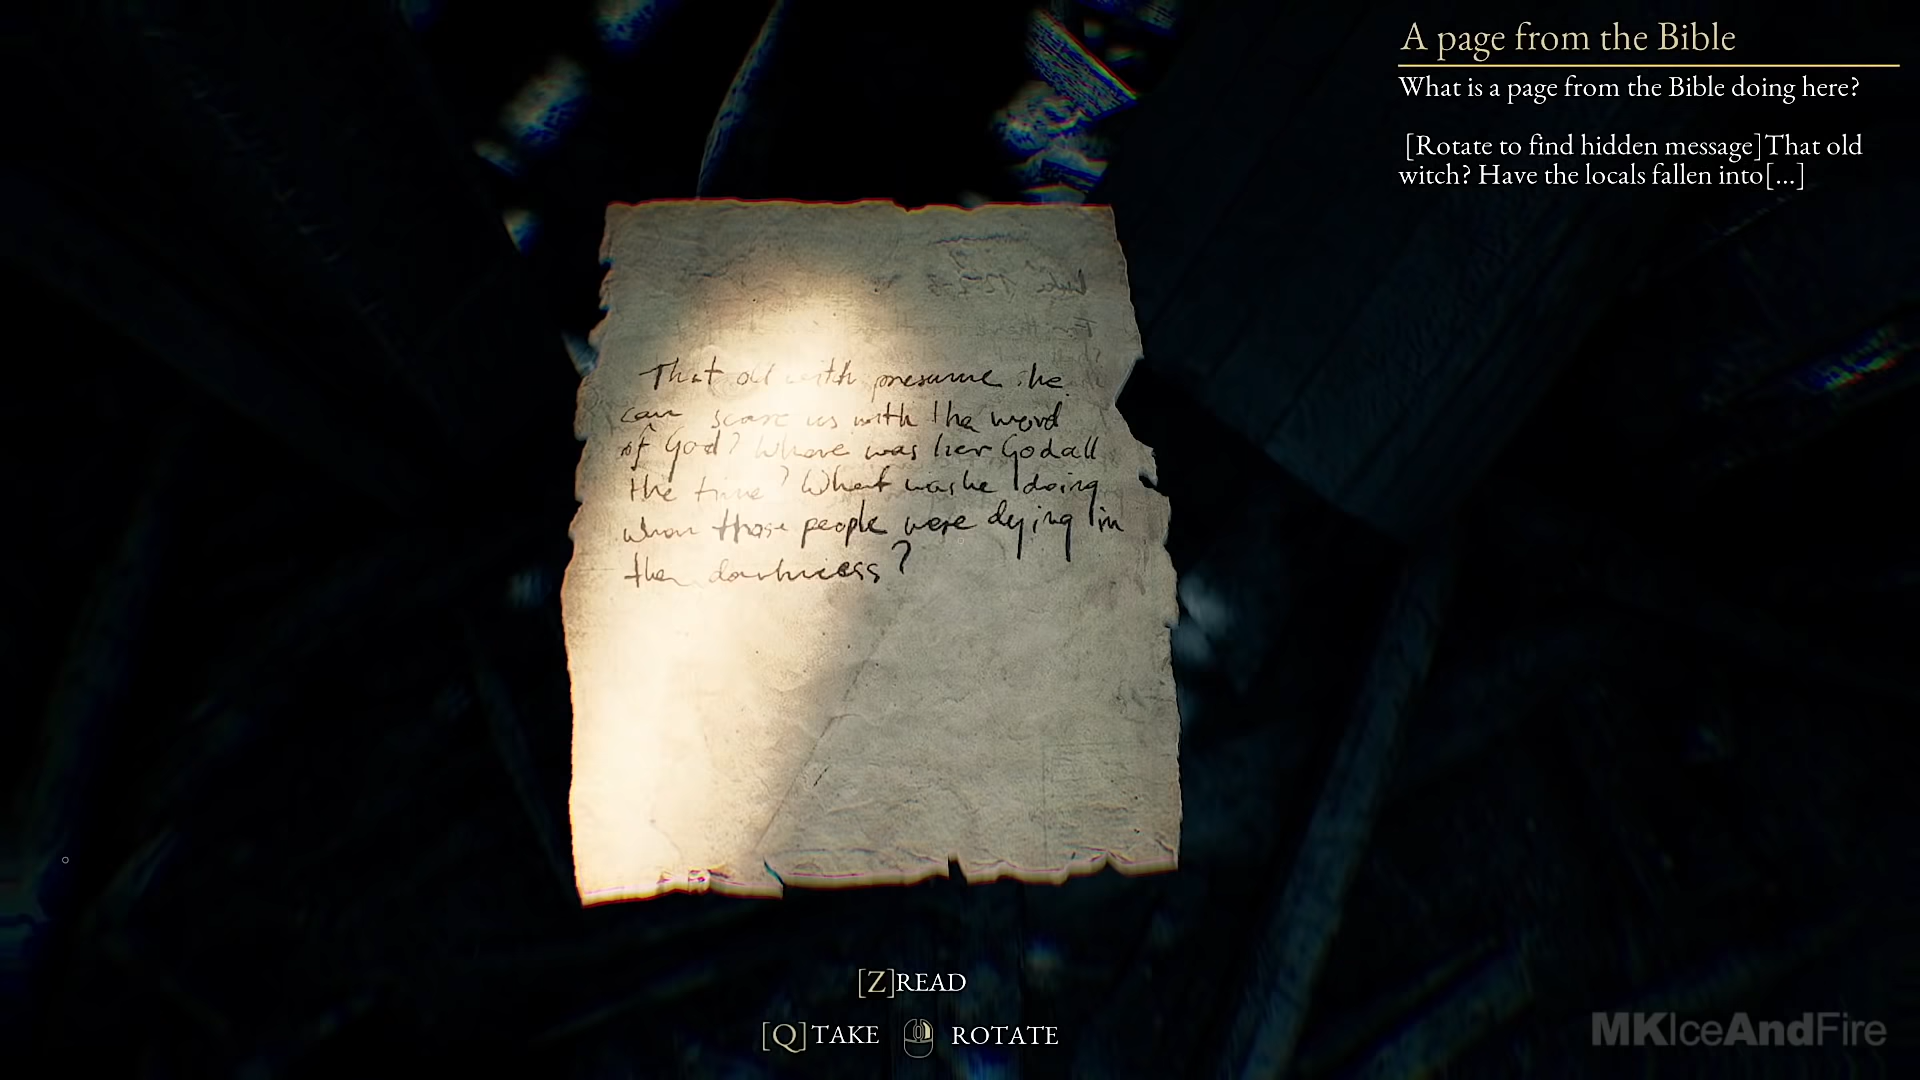 A page from the Bible
What is a page from the Bible doing here?
[Rotate to find hidden message]That old
witch? Have the locals fallen into[...]
That old presume he
can scare us with the word
of God? Where was her God all
the time? What was he doing
when those people were dying in
the darkness?
[Z]READ
[Q]TAKE ROTATE
MKIceAndFire